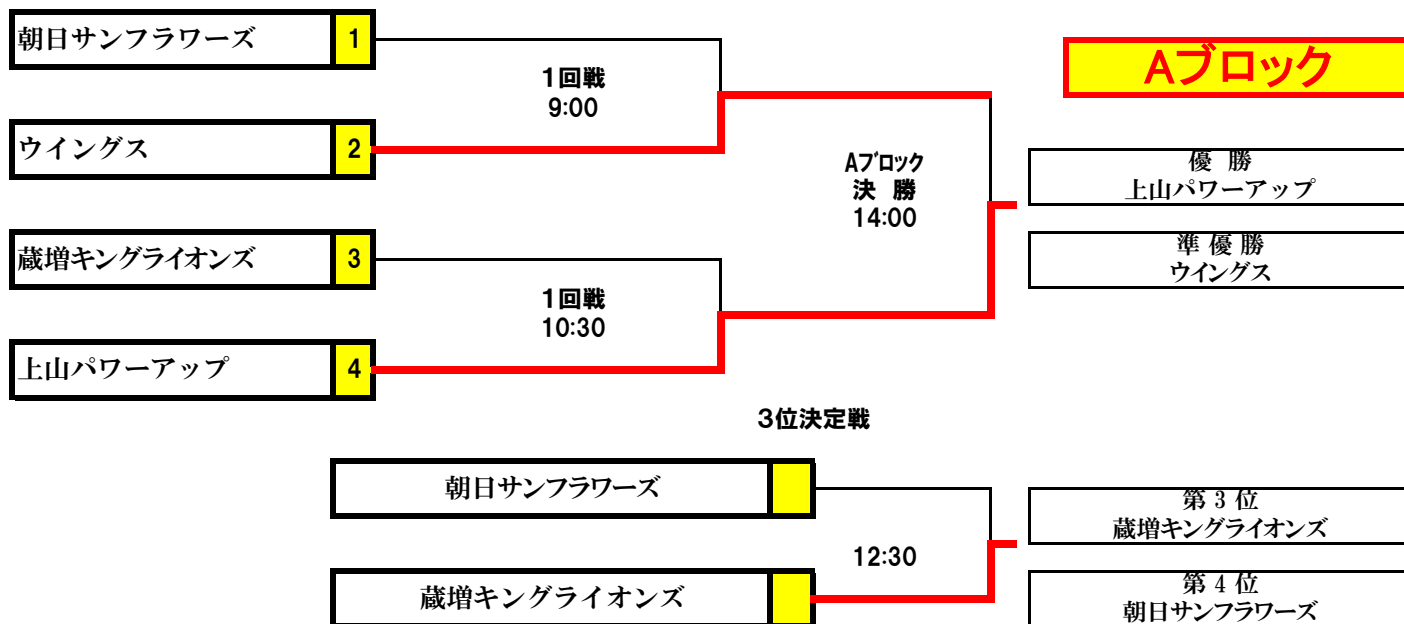 朝日サンフラワーズ 1
1回戦
9:00
ウイングス 2
Aブロック
Aブロック
決 勝
14:00
優 勝
上山パワーアップ
準 優 勝
ウイングス
蔵増キングライオンズ 3
1回戦
10:30
上山パワーアップ 4
3位決定戦
朝日サンフラワーズ
12:30
蔵増キングライオンズ
第 3 位
蔵増キングライオンズ
第 4 位
朝日サンフラワーズ